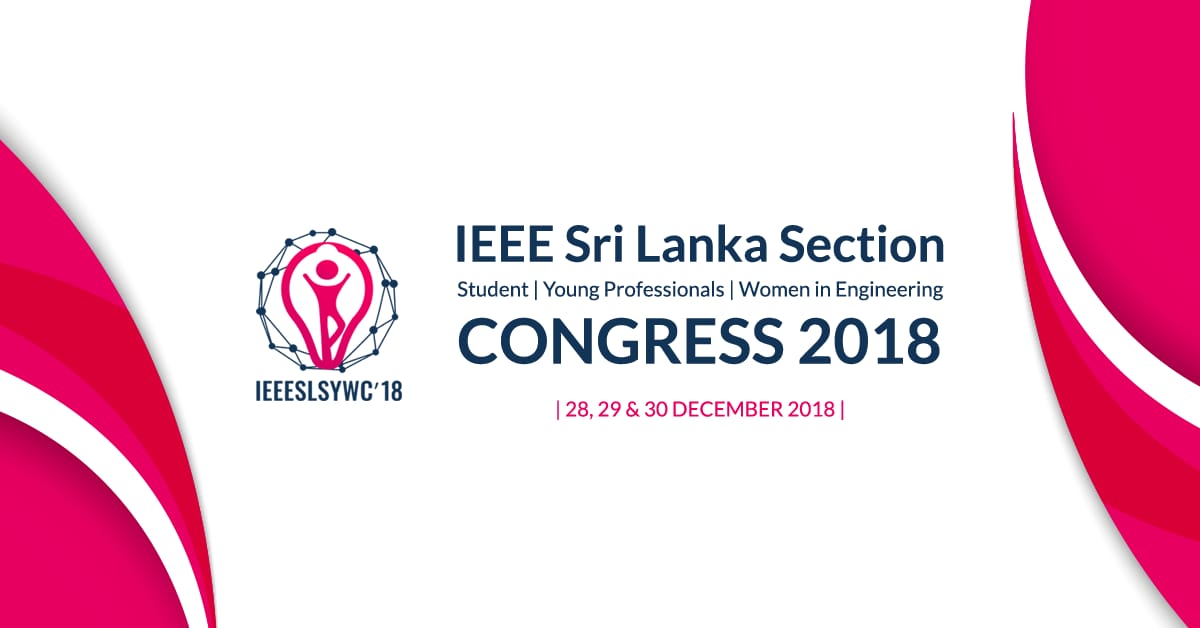 IEEE Sri Lanka Section
Student | Young Professionals | Women in Engineering
CONGRESS 2018
IEEESLSYWC'18
| 28, 29 & 30 DECEMBER 2018 |